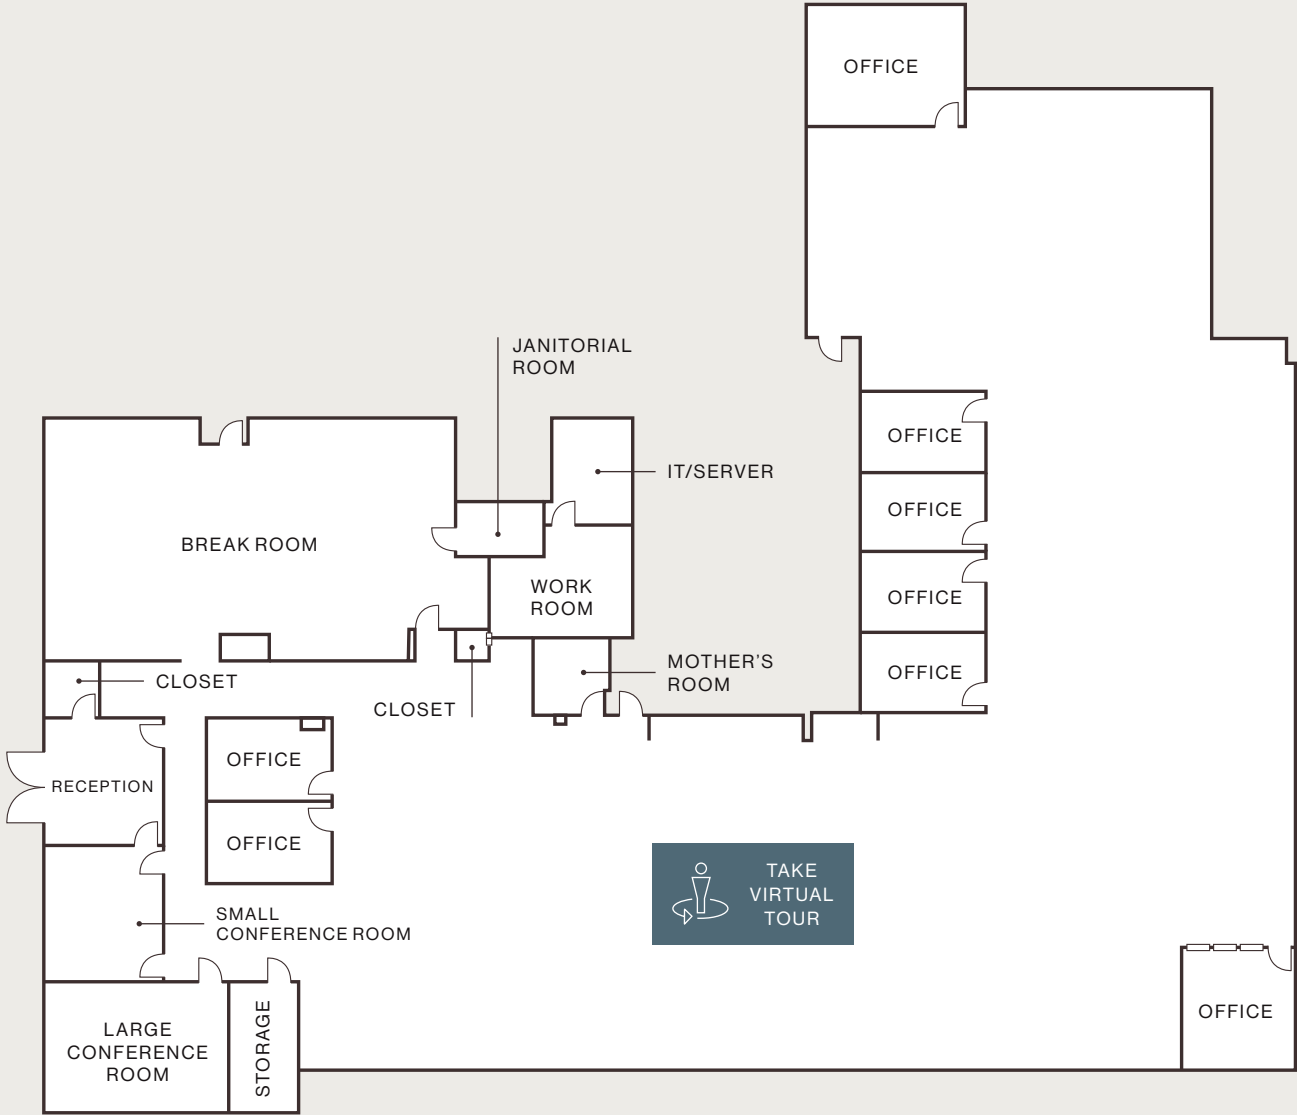 OFFICE
JANITORIAL
ROOM
OFFICE
IT/SERVER
OFFICE
BREAK ROOM
WORK
ROOM
OFFICE
MOTHER'S
ROOM
OFFICE
CLOSET
CLOSET
OFFICE
RECEPTION
OFFICE
TAKE
VIRTUAL
TOUR
SMALL
CONFERENCE ROOM
OFFICE
LARGE
CONFERENCE
ROOM
STORAGE